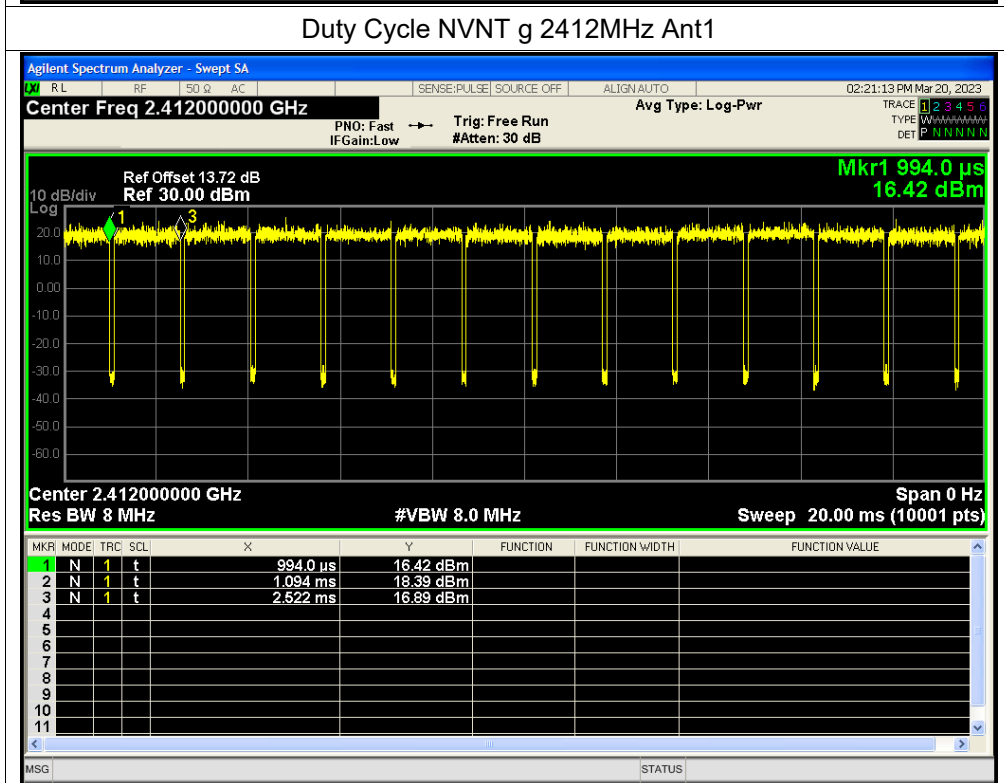 Duty Cycle NVNT g 2412MHz Ant1
Agilent Spectrum Analyzer - Swept SA
LXI RL RF 50 Ω AC SENSE:PULSE SOURCE OFF ALIGN AUTO 02:21:13 PM Mar 20, 2023
Center Freq 2.412000000 GHz Avg Type: Log-Pwr TRACE 1 2 3 4 5 6
PNO: Fast Trig: Free Run TYPE WWWWWW
IFGain:Low #Atten: 30 dB DET P N N N N N
Mkr1 994.0 µs
Ref Offset 13.72 dB
10 dB/div Ref 30.00 dBm 16.42 dBm
Log
1 3
20.0
10.0
0.00
-10.0
-20.0
-30.0
-40.0
-50.0
-60.0
Center 2.412000000 GHz Span 0 Hz
Res BW 8 MHz #VBW 8.0 MHz Sweep 20.00 ms (10001 pts)
MKR MODE TRC SCL X Y FUNCTION FUNCTION WIDTH FUNCTION VALUE
1 N 1 t 994.0 µs 16.42 dBm
2 N 1 t 1.094 ms 18.39 dBm
3 N 1 t 2.522 ms 16.89 dBm
4
5
6
7
8
9
10
11
MSG STATUS